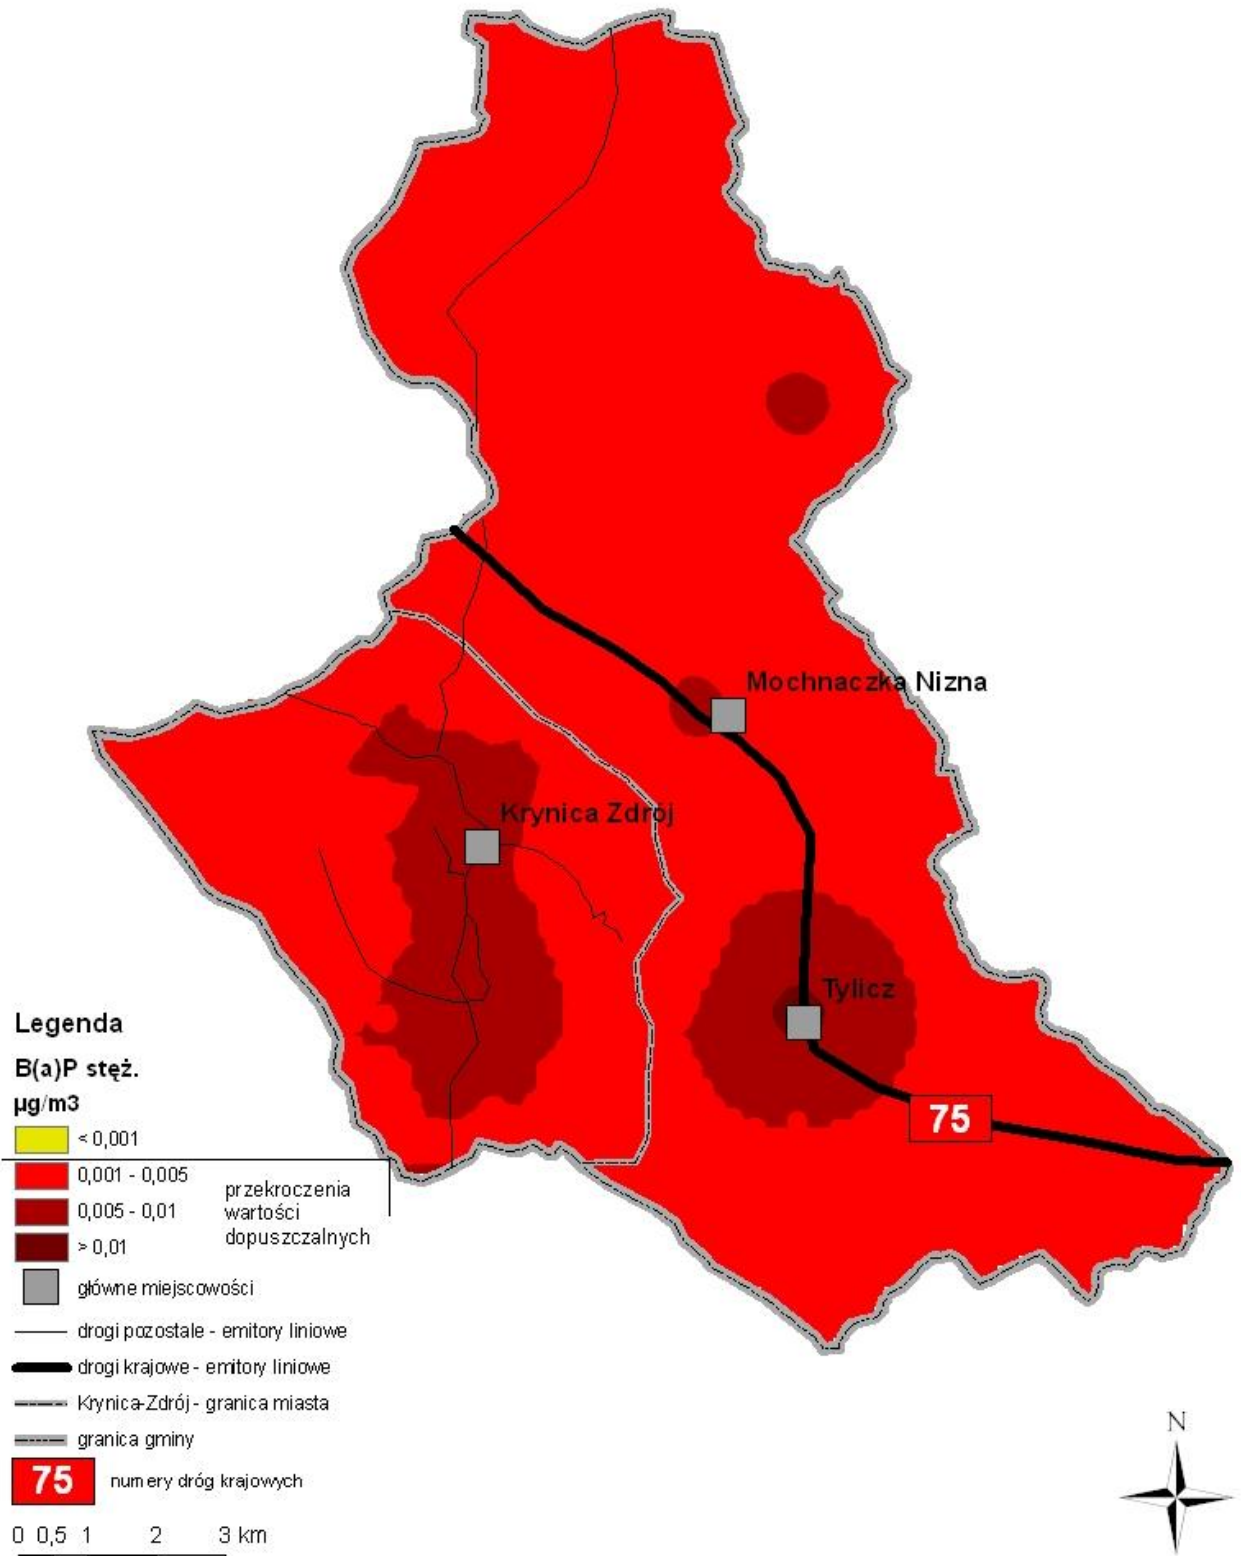 Mochnaczka Nizna
Krynica Zdrój
Tylicz
75
Legenda
B(a)P stęż.
µg/m3
< 0,001
0,001 - 0,005
0,005 - 0,01
> 0,01
przekroczenia
wartości
dopuszczalnych
główne miejscowości
drogi pozostałe - emitory liniowe
drogi krajowe - emitory liniowe
Krynica-Zdrój - granica miasta
granica gminy
75 numery dróg krajowych
0 0,5 1 2 3 km
N